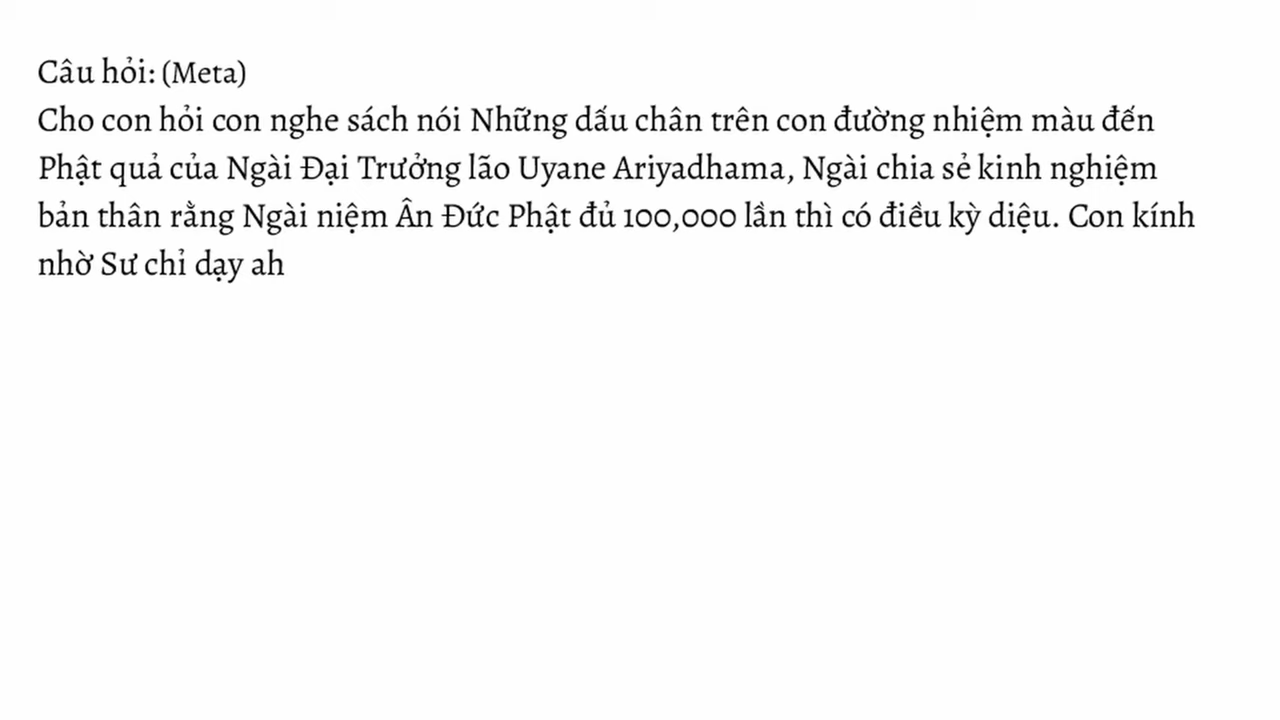 Câu hỏi: (Meta)
Cho con hỏi con nghe sách nói Những dấu chân trên con đường nhiệm màu đến
Phật quả của Ngài Đại Trưởng lão Uyane Ariyadhama, Ngài chia sẻ kinh nghiệm
bản thân rằng Ngài niệm Ân Đức Phật đủ 100,000 lần thì có điều kỳ diệu. Con kính
nhờ Sư chỉ dạy ah